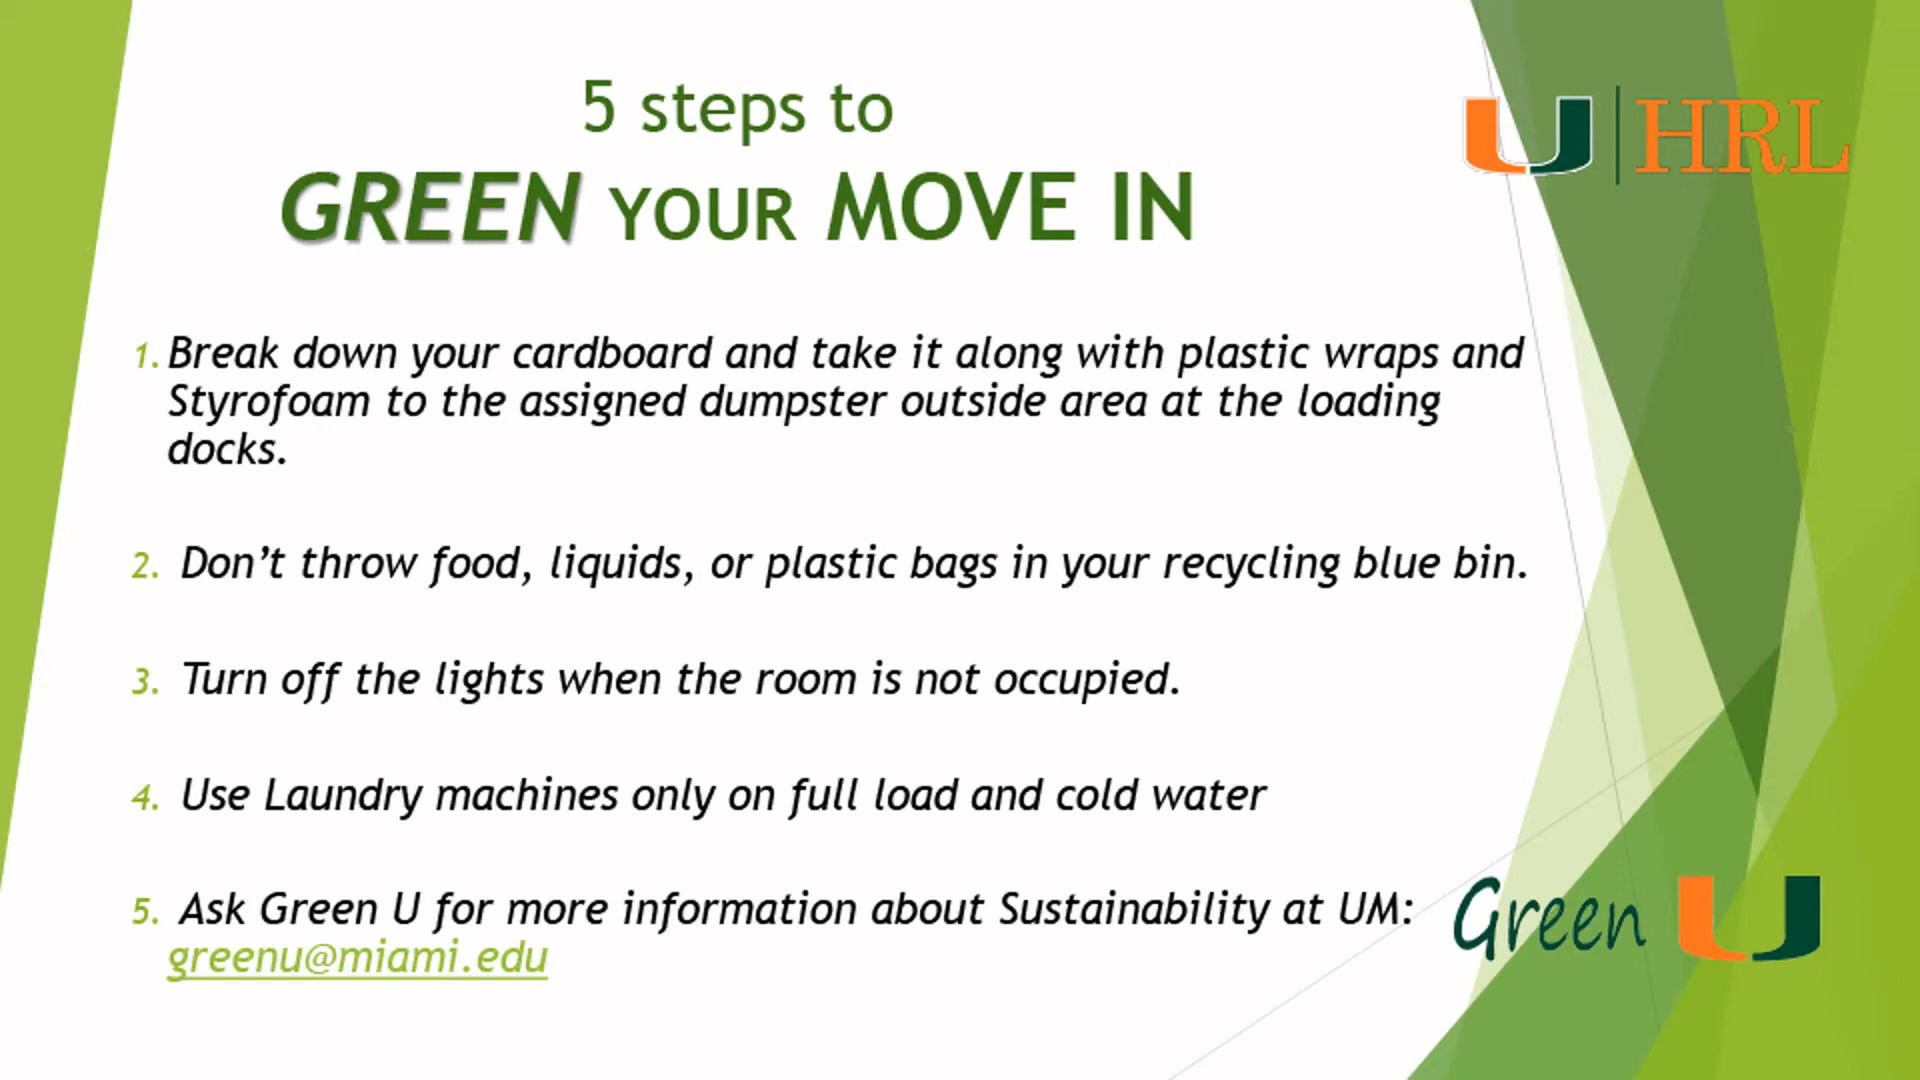 5 steps to
GREEN YOUR MOVE IN
U | HRL
1. Break down your cardboard and take it along with plastic wraps and
Styrofoam to the assigned dumpster outside area at the loading
docks.
2. Don’t throw food, liquids, or plastic bags in your recycling blue bin.
3. Turn off the lights when the room is not occupied.
4. Use Laundry machines only on full load and cold water
5. Ask Green U for more information about Sustainability at UM:
greenu@miami.edu
Green U